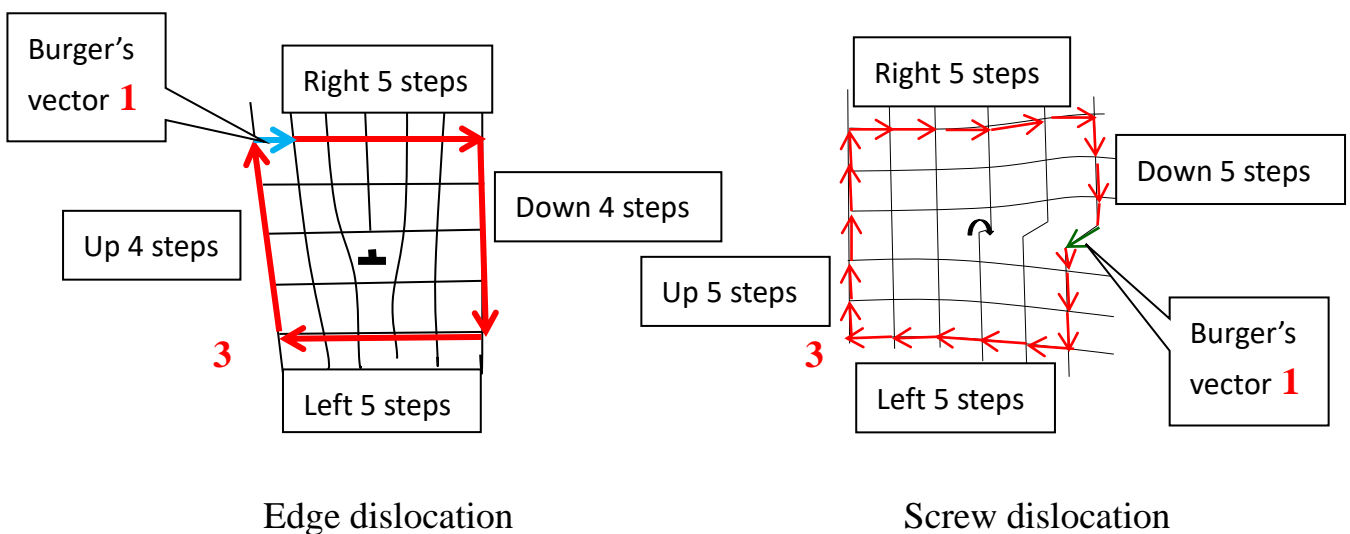 Burger's
vector 1
Right 5 steps
Up 4 steps
Down 4 steps
3
Left 5 steps
Edge dislocation
Right 5 steps
Down 5 steps
Up 5 steps
3
Burger's
vector 1
Left 5 steps
Screw dislocation